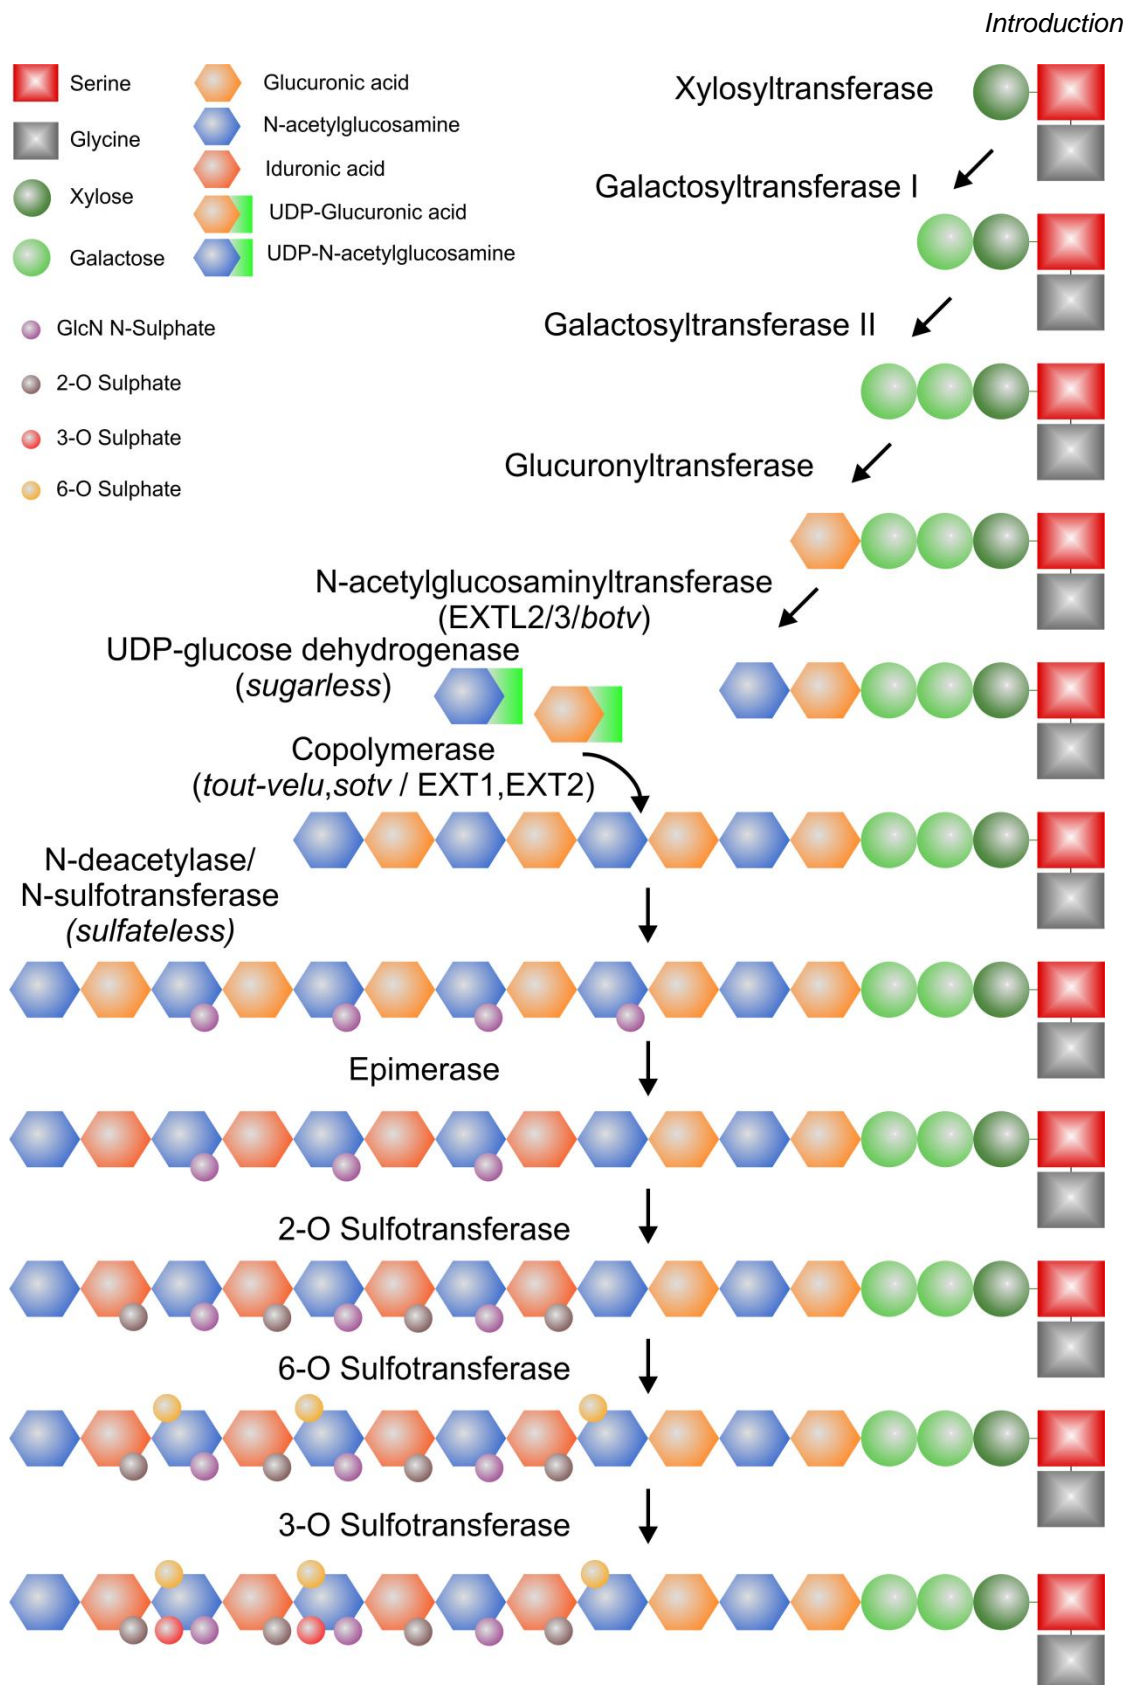 Introduction
Serine
Glycine
Xylose
Galactose
Glucuronic acid
N-acetylglucosamine
Iduronic acid
UDP-Glucuronic acid
UDP-N-acetylglucosamine
GlcN N-Sulphate
2-O Sulphate
3-O Sulphate
6-O Sulphate
Xylosyltransferase
Galactosyltransferase I
Galactosyltransferase II
Glucuronyltransferase
N-acetylglucosaminyltransferase
(EXTL2/3/botv)
UDP-glucose dehydrogenase
(sugarless)
Copolymerase
(tout-velu,sotv / EXT1,EXT2)
N-deacetylase/
N-sulfotransferase
(sulfateless)
Epimerase
2-O Sulfotransferase
6-O Sulfotransferase
3-O Sulfotransferase